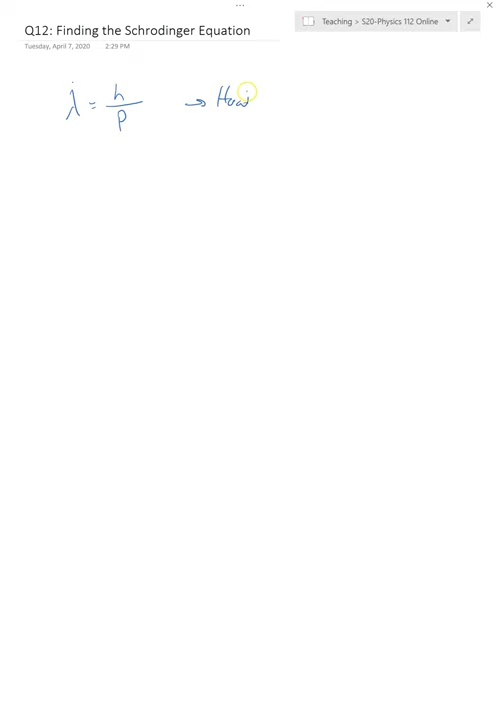 Q12: Finding the Schrodinger Equation
Teaching > S20-Physics 112 Online
Tuesday, April 7, 2020 2:29 PM
λ = h/p →